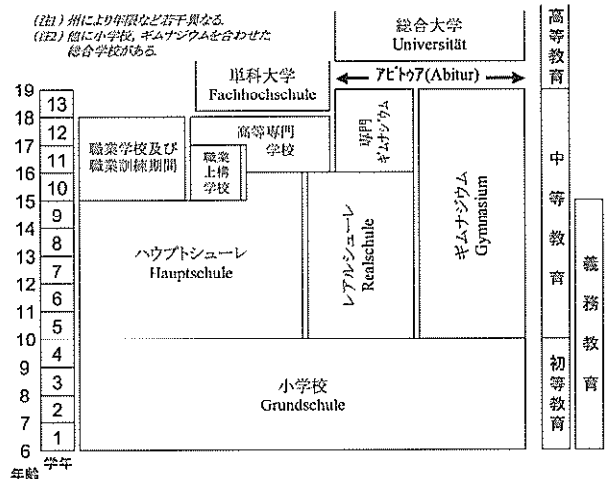 (注1) 州により年限など若干異なる.
(注2) 他に小学校, ギムナジウムを合わせた
総合学校がある.
総合大学
Universität
高等教育
単科大学
Fachhochschule
アビトゥア(Abitur)
19
13
18
12
17
11
16
10
15
9
14
8
13
7
12
6
11
5
10
4
9
3
8
2
7
1
6
年齢
学年
職業学校及び
職業訓練期間
高等専門
学校
職業
上構
学校
専門
ギムナジウム
ハウプトシューレ
Hauptschule
レアルシューレ
Realschule
ギムナジウム
Gymnasium
小学校
Grundschule
中等教育
初等教育
義務教育